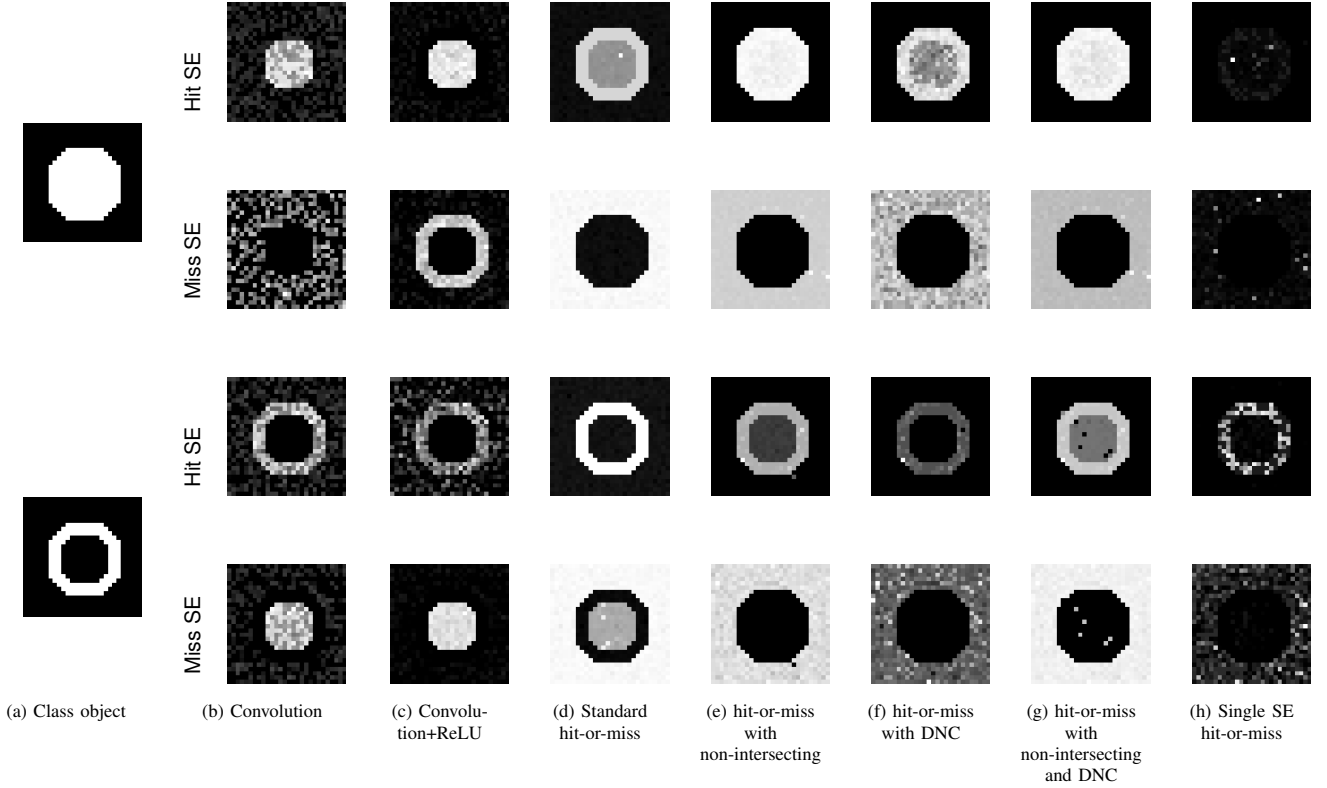 Hit SE
Miss SE
Hit SE
Miss SE
(a) Class object
(b) Convolution
(c) Convolu-
tion+ReLU
(d) Standard
hit-or-miss
(e) hit-or-miss
with
non-intersecting
(f) hit-or-miss
with DNC
(g) hit-or-miss
with
non-intersecting
and DNC
(h) Single SE
hit-or-miss